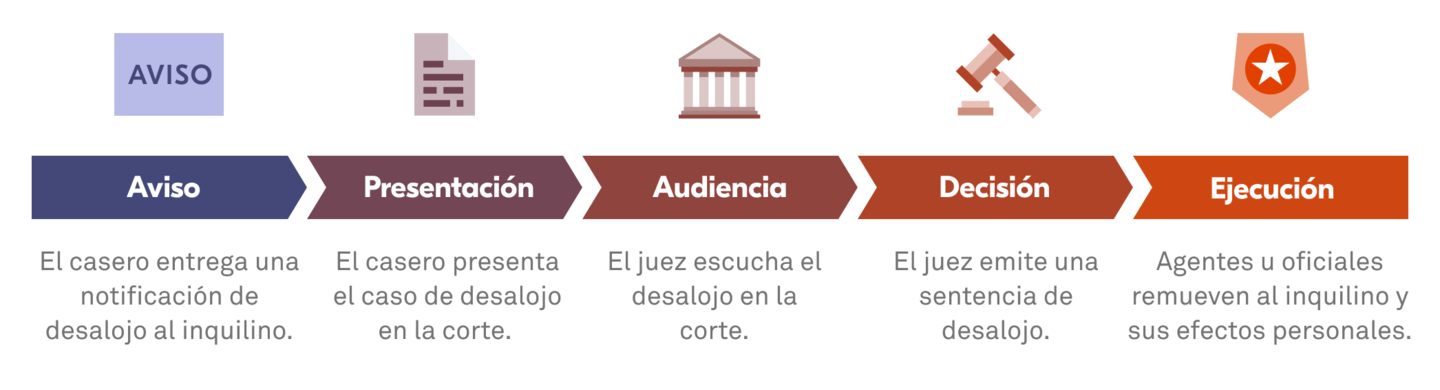 AVISO
Aviso
El casero entrega una
notificación de
desalojo al inquilino.
Presentación
El casero presenta
el caso de desalojo
en la corte.
Audiencia
El juez escucha el
desalojo en la
corte.
Decisión
El juez emite una
sentencia de
desalojo.
Ejecución
Agentes u oficiales
remueven al inquilino y
sus efectos personales.